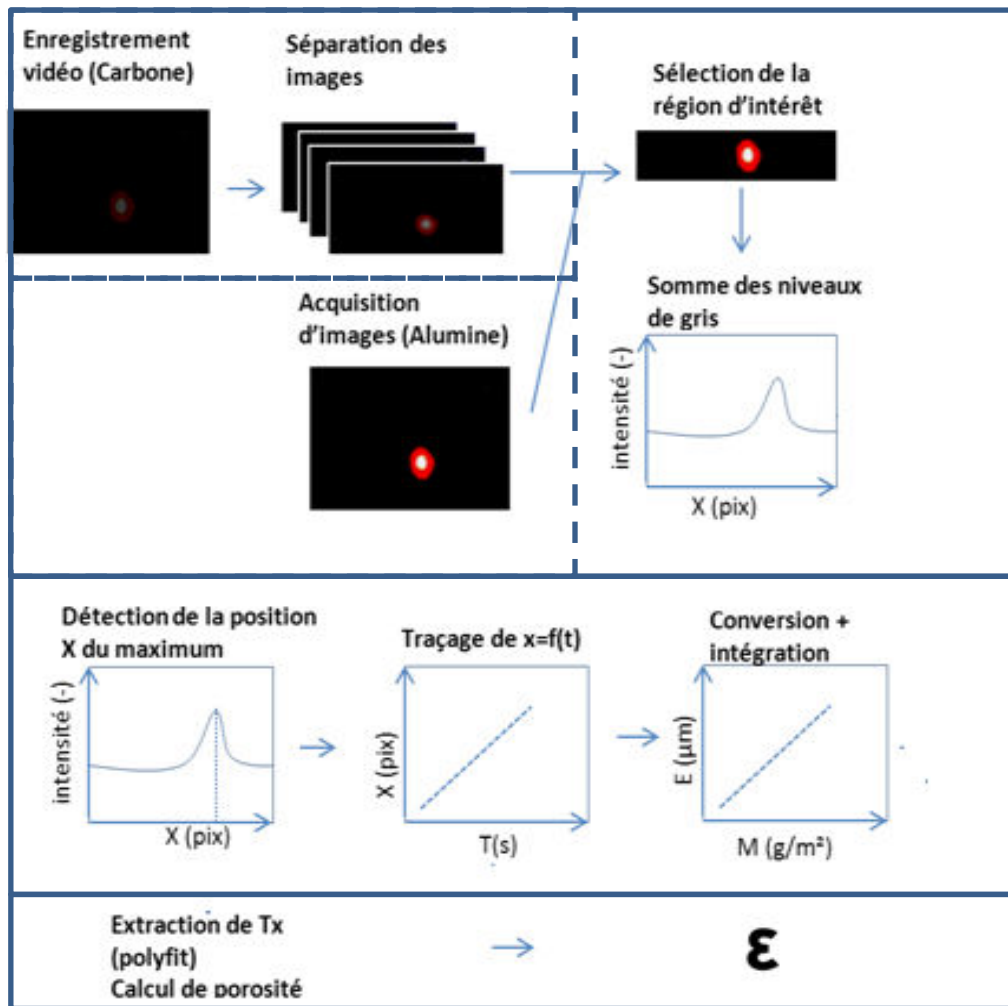 Enregistrement
vidéo (Carbone)
Séparation des
images
Sélection de la
région d'intérêt
Acquisition
d'images (Alumine)
Somme des niveaux
de gris
intensité (-)
X (pix)
Détection de la position
X du maximum
intensité (-)
X (pix)
Traçage de x=f(t)
X (pix)
T(s)
Conversion +
intégration
E (µm)
M (g/m²)
Extraction de Tx
(polyfit)
Calcul de porosité
ε